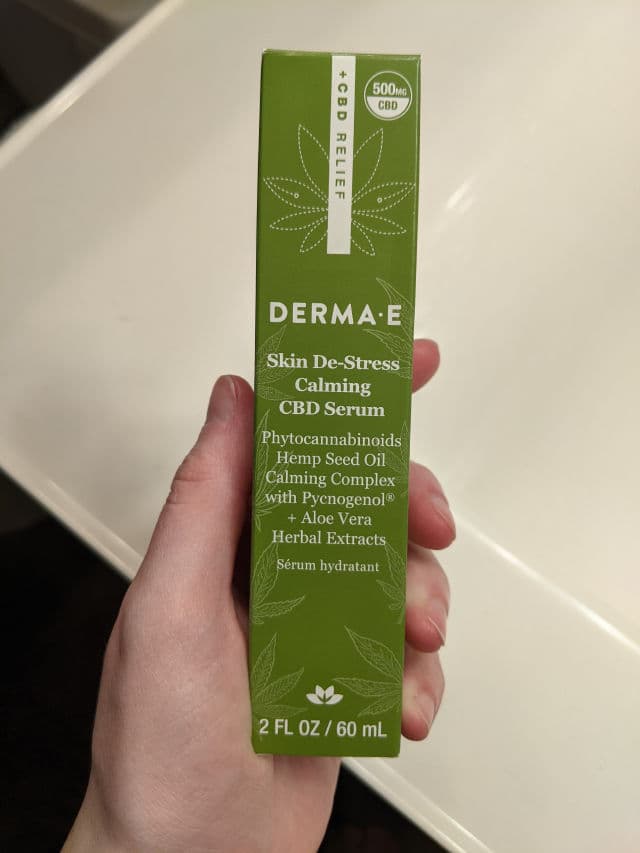 +CBD RELIEF
500MG
CBD
DERMA·E
Skin De-Stress
Calming
CBD Serum
Phytocannabinoids
Hemp Seed Oil
Calming Complex
with Pycnogenol®
+ Aloe Vera
Herbal Extracts
Sérum hydratant
2 FL OZ / 60 mL